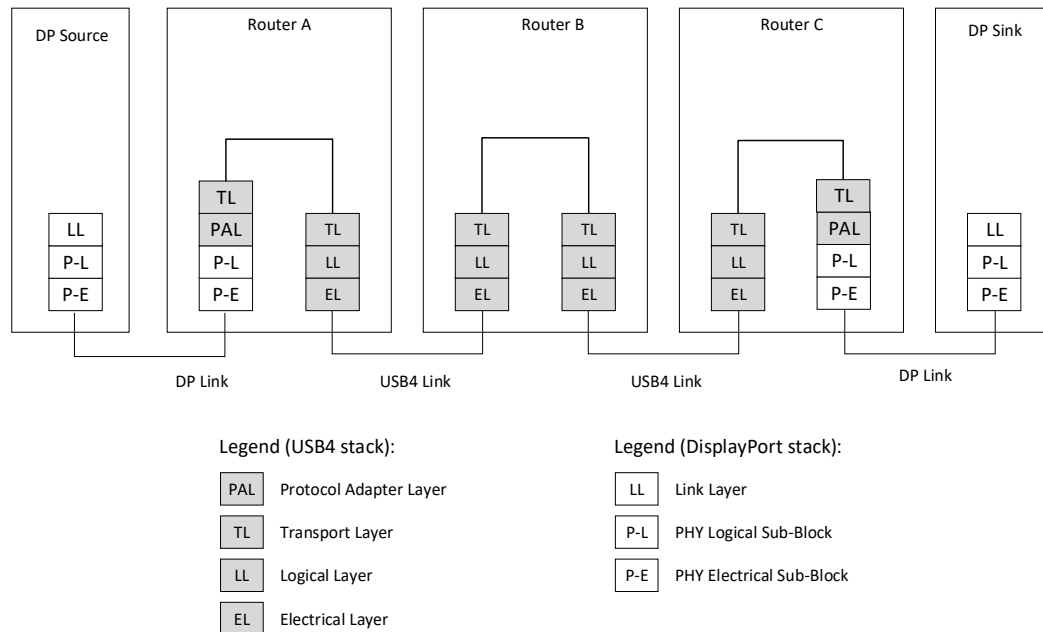 DP Source
Router A
Router B
Router C
DP Sink
TL
TL
LL
PAL
TL
TL
TL
TL
PAL
LL
P-L
P-L
LL
LL
LL
LL
P-L
P-L
P-E
P-E
EL
EL
EL
EL
P-E
P-E
DP Link
USB4 Link
USB4 Link
DP Link
Legend (USB4 stack):
PAL Protocol Adapter Layer
TL Transport Layer
LL Logical Layer
EL Electrical Layer
Legend (DisplayPort stack):
LL Link Layer
P-L PHY Logical Sub-Block
P-E PHY Electrical Sub-Block